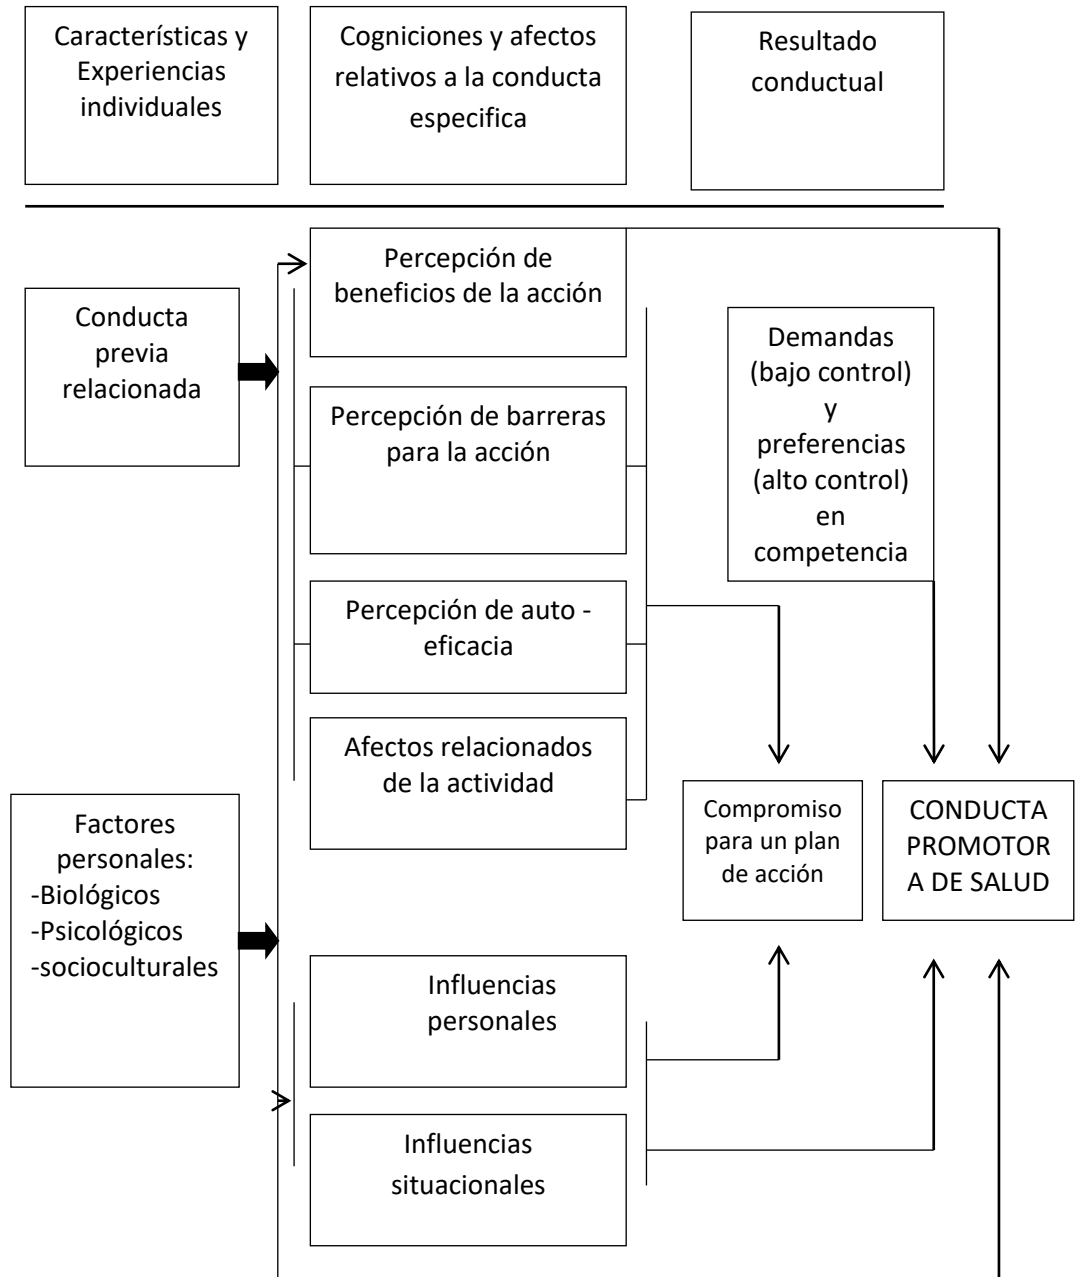 Características y
Experiencias
individuales
Cogniciones y afectos
relativos a la conducta
especifica
Resultado
conductual
Percepción de
beneficios de la acción
Conducta
previa
relacionada
Demandas
(bajo control)
y
preferencias
(alto control)
en
competencia
Percepción de barreras
para la acción
Percepción de auto -
eficacia
Afectos relacionados
de la actividad
Factores
personales:
-Biológicos
-Psicológicos
-socioculturales
Compromiso
para un plan
de acción
CONDUCTA
PROMOTOR
A DE SALUD
Influencias
personales
Influencias
situacionales